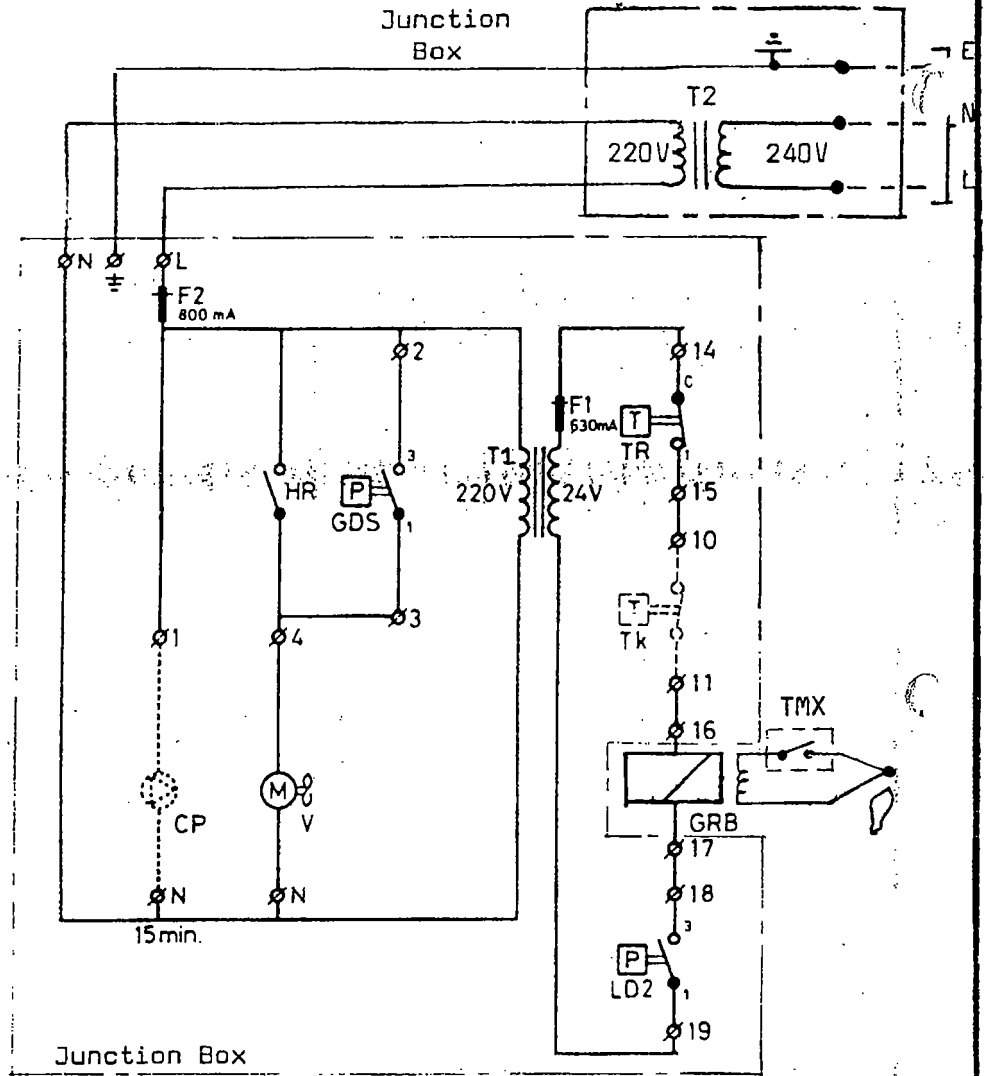 Junction
Box
E
T2
N
220V
240V
L
N
L
F2
800 mA
2
14
C
F1
630mA
T
TR
1
3
T1
HR
P
GDS
220V
24V
15
1
10
T
Tk
1
4
3
11
TMX
16
M
CP
V
GRB
17
N
N
18
15min.
3
P
LD2
1
19
Junction Box